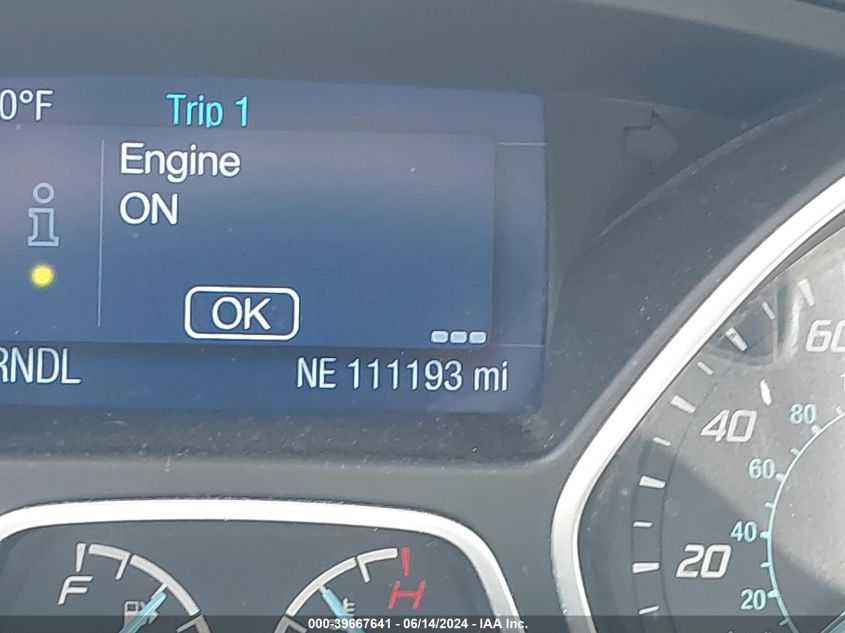 0°F Trip 1
Engine
ON
OK
RNDL NE 111193 mi
60
40
80
60
20
40
20
F H
000-39667641 - 06/14/2024 - IAA Inc.